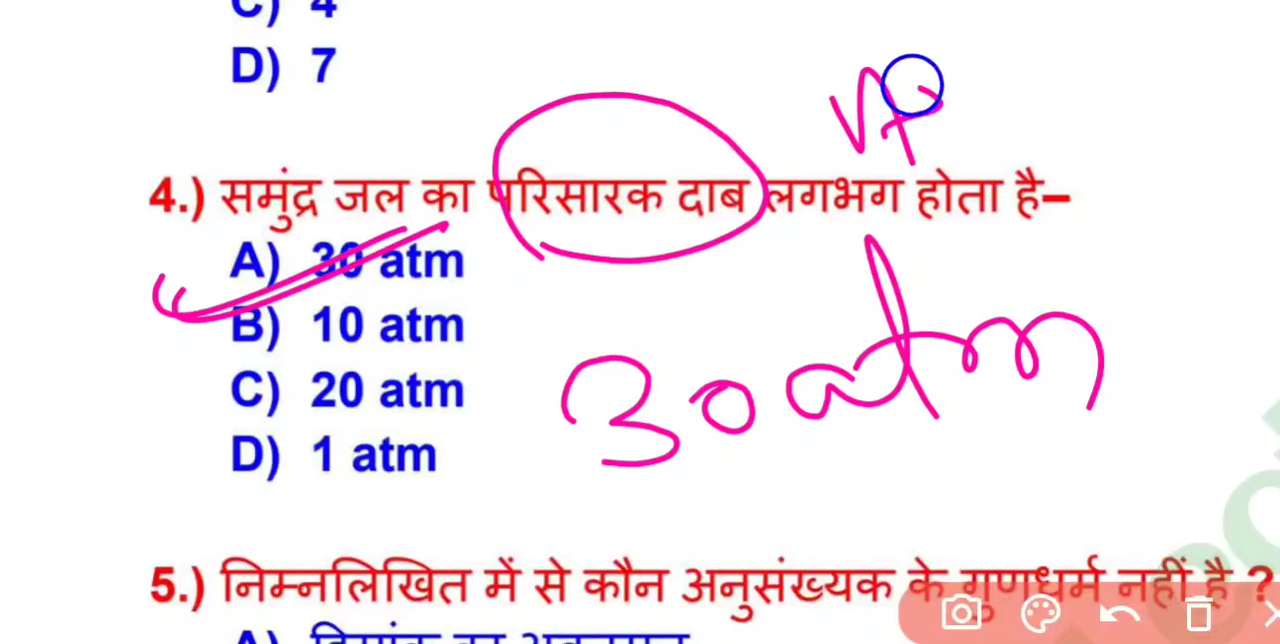 C) 4
D) 7
4.) समुंद्र जल का परिसारक दाब लगभग होता है–
A) 30 atm
B) 10 atm
C) 20 atm
D) 1 atm
30 atm
5.) निम्नलिखित में से कौन अनुसंख्यक के गुणधर्म नहीं है ?